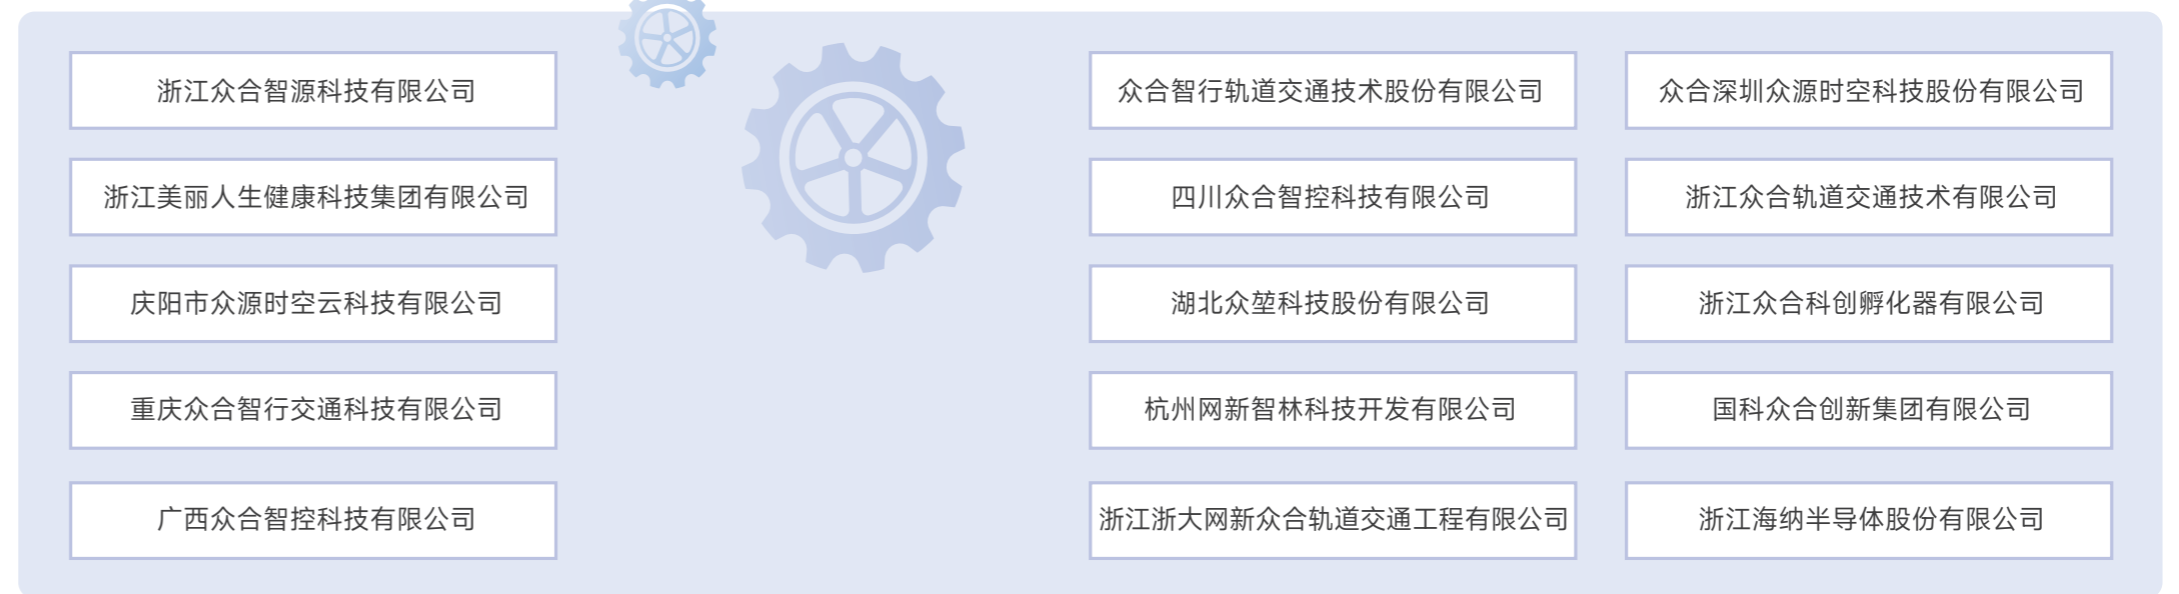 浙江众合智源科技有限公司
众合智行轨道交通技术股份有限公司
众合深圳众源时空科技股份有限公司
浙江美丽人生健康科技集团有限公司
四川众合智控科技有限公司
浙江众合轨道交通技术有限公司
庆阳市众源时空云科技有限公司
湖北众堃科技股份有限公司
浙江众合科创孵化器有限公司
重庆众合智行交通科技有限公司
杭州网新智林科技开发有限公司
国科众合创新集团有限公司
广西众合智控科技有限公司
浙江浙大网新众合轨道交通工程有限公司
浙江海纳半导体股份有限公司